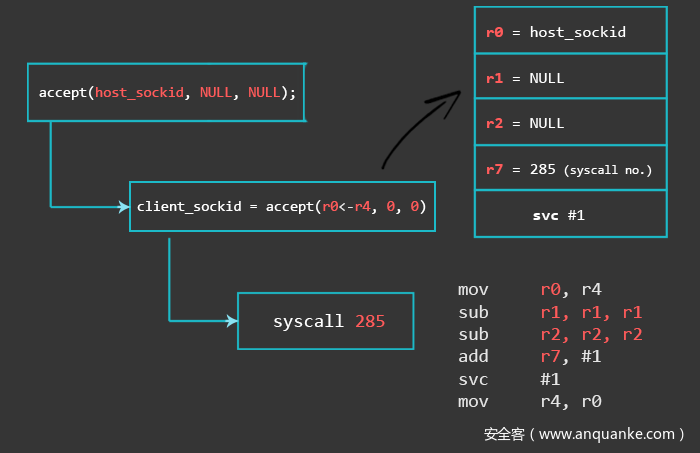 accept(host_sockid, NULL, NULL);
client_sockid = accept(r0<-r4, 0, 0)
syscall 285
r0 = host_sockid
r1 = NULL
r2 = NULL
r7 = 285 (syscall no.)
svc #1
mov r0, r4
sub r1, r1, r1
sub r2, r2, r2
add r7, #1
svc #1
mov r4, r0
安全客（www.anquanke.com）